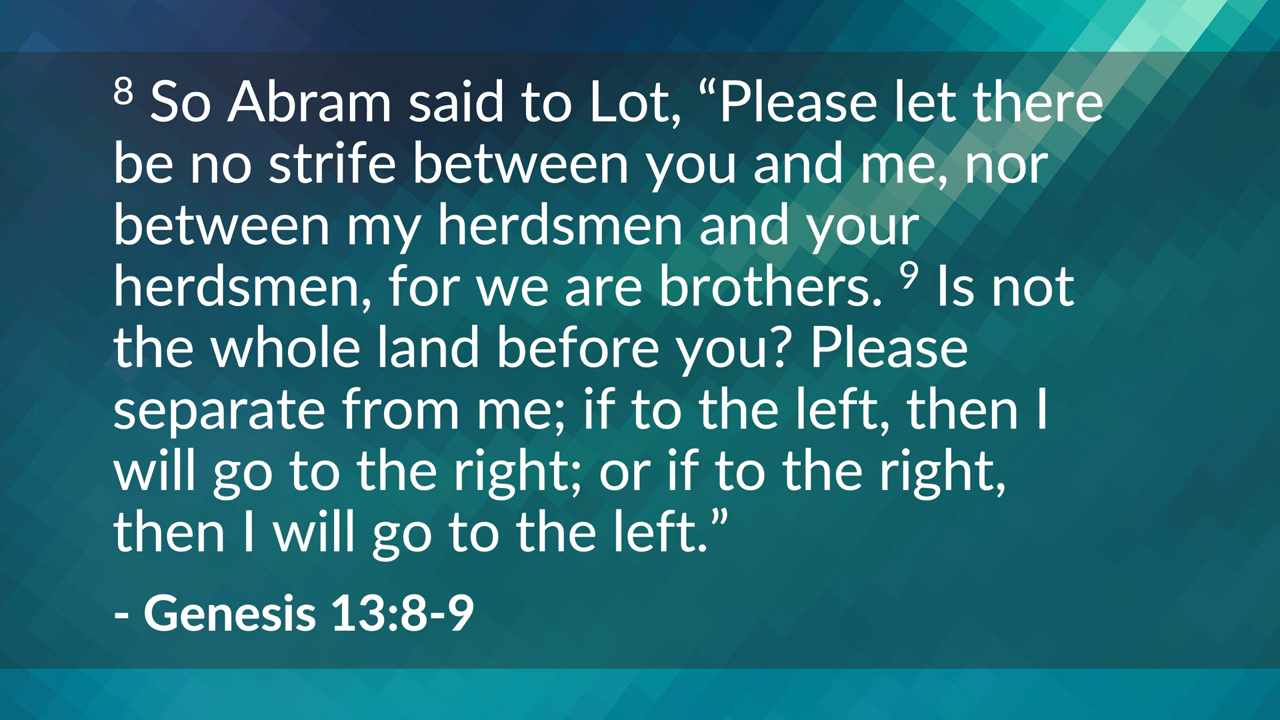 8 So Abram said to Lot, “Please let there
be no strife between you and me, nor
between my herdsmen and your
herdsmen, for we are brothers. 9 Is not
the whole land before you? Please
separate from me; if to the left, then I
will go to the right; or if to the right,
then I will go to the left.”
- Genesis 13:8-9